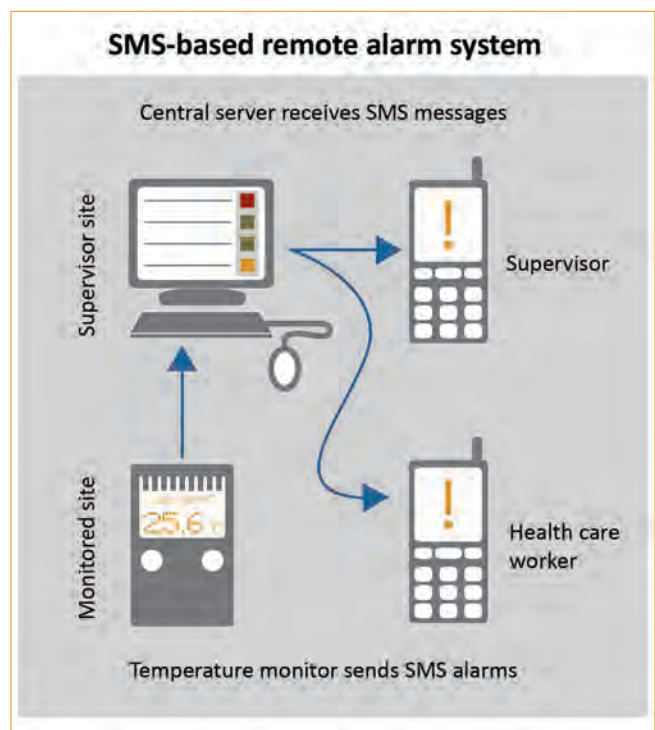 SMS-based remote alarm system
Central server receives SMS messages
Supervisor site
!
Supervisor
Monitored site
25.6°C
!
Health care
worker
Temperature monitor sends SMS alarms